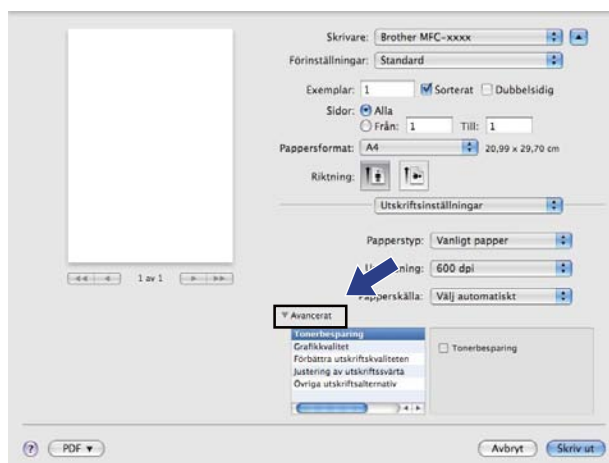 Skrivare: Brother MFC-xxxx
Förinställningar: Standard
Exemplar: 1 Sorterat Dubbelsidig
Sidor: Alla
Från: 1 Till: 1
Pappersformat: A4 20,99 x 29,70 cm
Riktning:
Utskriftsinställningar
Papperstyp: Vanligt papper
600 dpi
Papperskälla: Välj automatiskt
1 av 1
Avancerat
Tonerbesparing
Grafikkvalitet
Förbättra utskriftskvaliteten
Justering av utskriftssvärta
Övriga utskriftsalternativ
Tonerbesparing
? PDF Avbryt Skriv ut